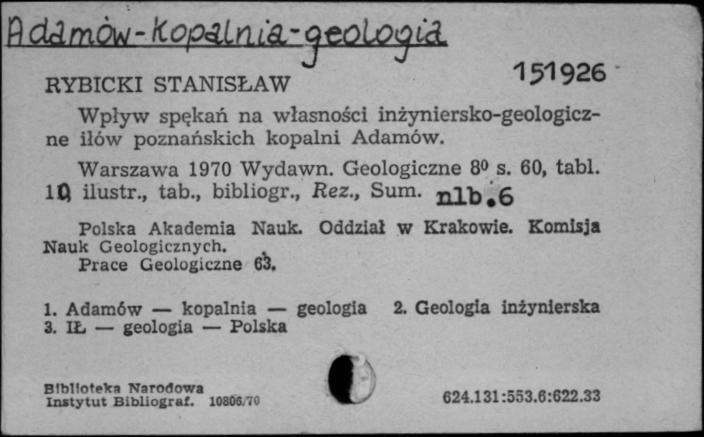 Adamów-kopalnia-geologia
151926
RYBICKI STANISŁAW
Wpływ spękań na własności inżyniersko-geologicz-
ne iłów poznańskich kopalni Adamów.
Warszawa 1970 Wydawn. Geologiczne 8⁰ s. 60, tabl.
10, ilustr., tab., bibliogr., Rez., Sum. nlb.6
Polska Akademia Nauk. Oddział w Krakowie. Komisja
Nauk Geologicznych.
Prace Geologiczne 63.
1. Adamów — kopalnia — geologia 2. Geologia inżynierska
3. IŁ — geologia — Polska
Biblioteka Narodowa
Instytut Bibliograf. 10806/70
624.131:553.6:622.33